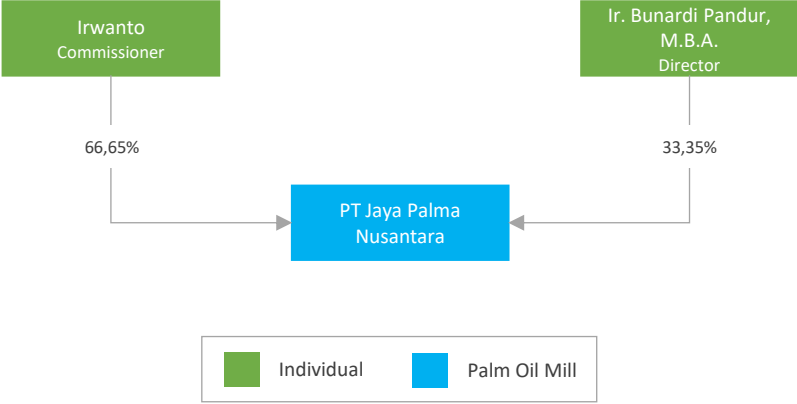 Irwanto
Commissioner
Ir. Bunardi Pandur,
M.B.A.
Director
66,65%
33,35%
PT Jaya Palma
Nusantara
Individual
Palm Oil Mill